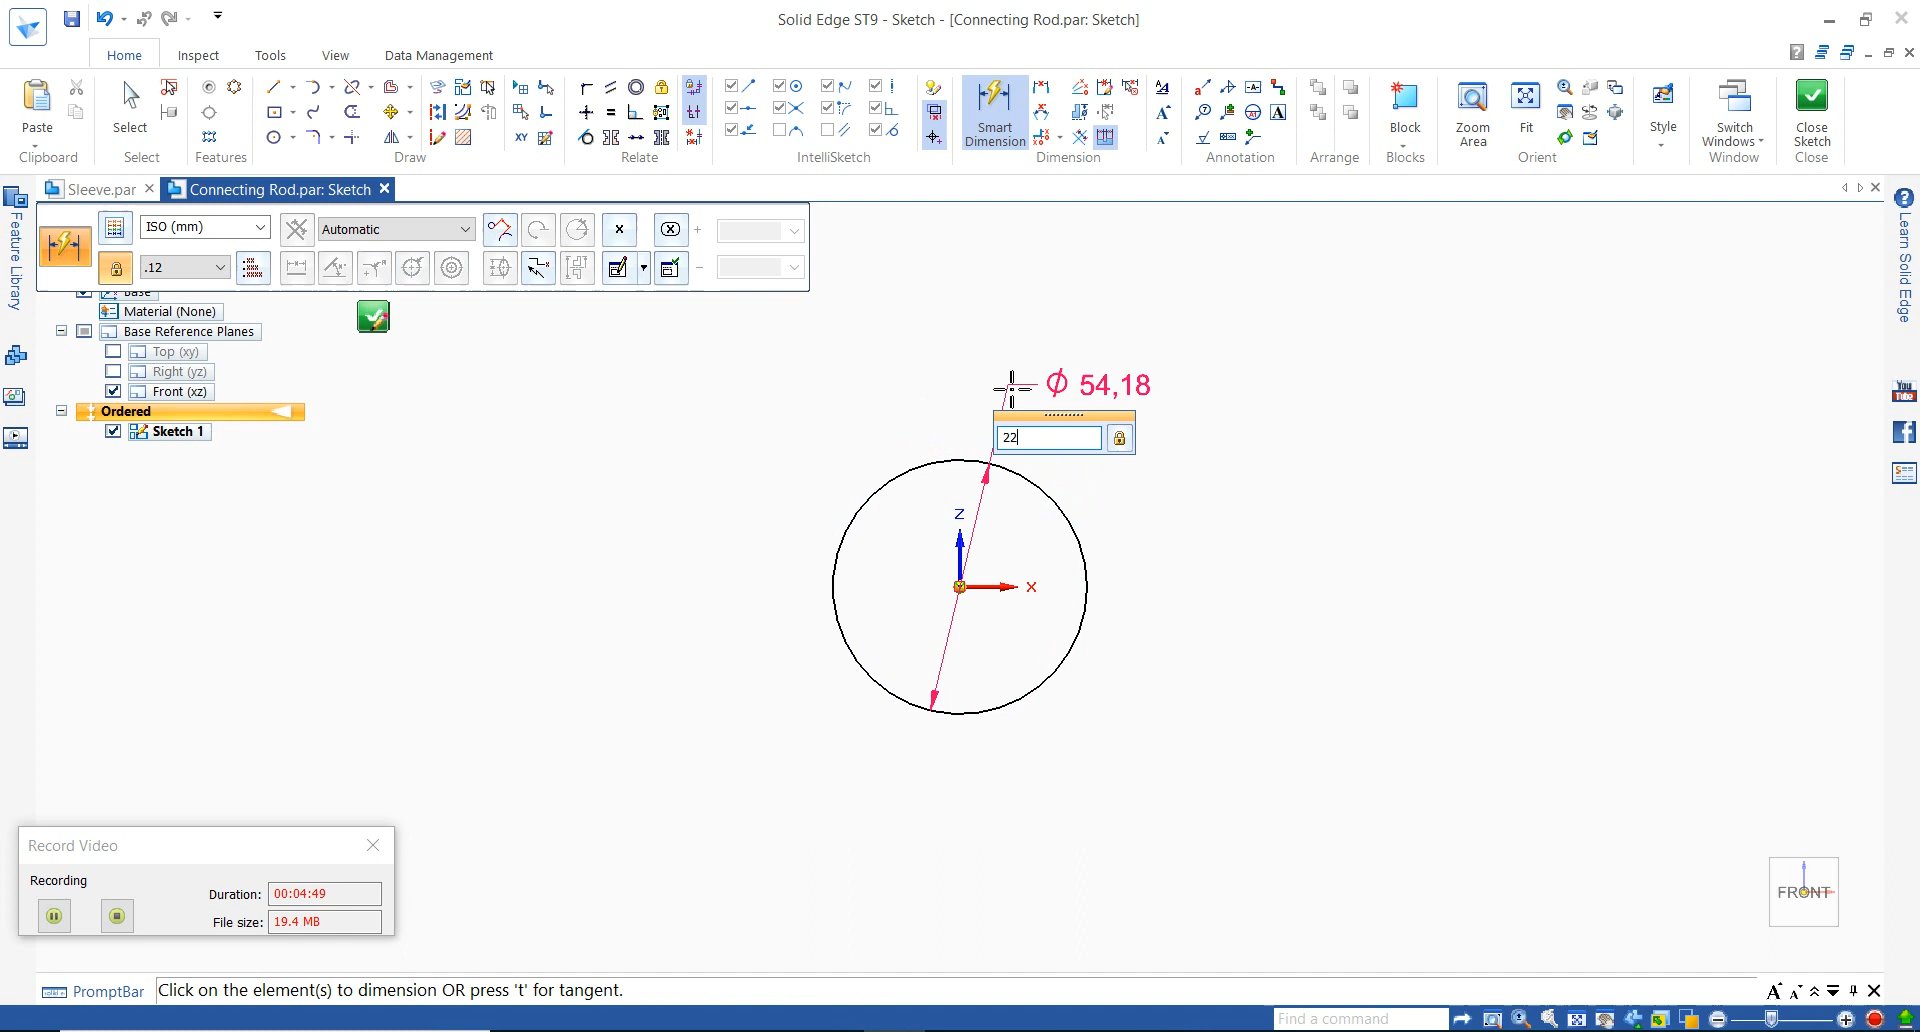 Solid Edge ST9 - Sketch - [Connecting Rod.par: Sketch]
Home Inspect Tools View Data Management
Paste
Clipboard
Select
Select
Features
Draw
Relate
IntelliSketch
Smart Dimension
Dimension
Annotation
Arrange
Block
Blocks
Zoom Area
Fit
Orient
Style
Switch Windows
Window
Close Sketch
Close
XY
A
Sleeve.par
Connecting Rod.par: Sketch
ISO (mm)
Automatic
.12
Feature Library
Learn Solid Edge
You Tube
Base
Material (None)
Base Reference Planes
Top (xy)
Right (yz)
Front (xz)
Ordered
Sketch 1
Ø 54,18
22
Z
X
FRONT
Record Video
Recording
Duration: 00:04:49
File size: 19.4 MB
PromptBar
Click on the element(s) to dimension OR press 't' for tangent.
Find a command